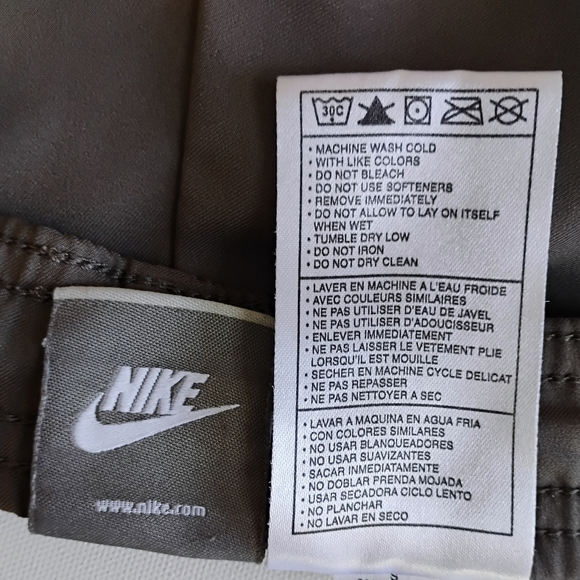 30C
• MACHINE WASH COLD
• WITH LIKE COLORS
• DO NOT BLEACH
• DO NOT USE SOFTENERS
• REMOVE IMMEDIATELY
• DO NOT ALLOW TO LAY ON ITSELF
WHEN WET
• TUMBLE DRY LOW
• DO NOT IRON
• DO NOT DRY CLEAN
• LAVER EN MACHINE A L'EAU FROIDE
• AVEC COULEURS SIMILAIRES
• NE PAS UTILISER D'EAU DE JAVEL
• NE PAS UTILISER D'ADOUCISSEUR
• ENLEVER IMMEDIATEMENT
• NE PAS LAISSER LE VETEMENT PLIE
LORSQU'IL EST MOUILLE
• SECHER EN MACHINE CYCLE DELICAT
• NE PAS REPASSER
• NE PAS NETTOYER A SEC
• LAVAR A MAQUINA EN AGUA FRIA
• CON COLORES SIMILARES
• NO USAR BLANQUEADORES
• NO USAR SUAVIZANTES
• SACAR INMEDIATAMENTE
• NO DOBLAR PRENDA MOJADA
• USAR SECADORA CICLO LENTO
• NO PLANCHAR
• NO LAVAR EN SECO
NIKE
www.nike.com